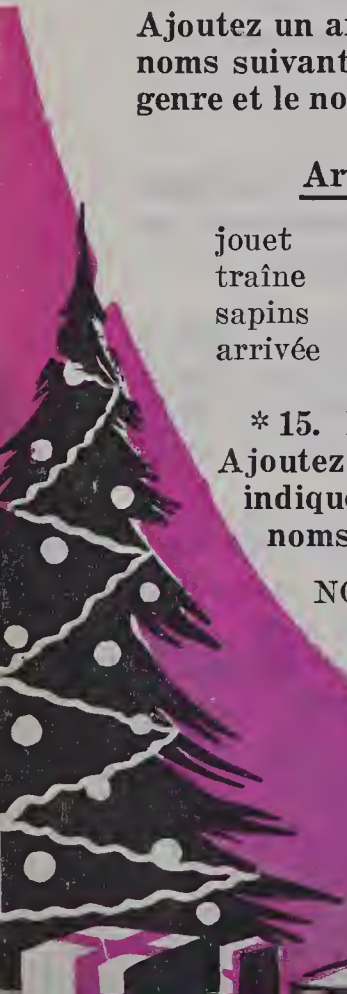 Ajoutez un a
noms suivant
genre et le no
Ar
jouet
traîne
sapins
arrivée
* 15.
Ajoutez
indique
noms
NO